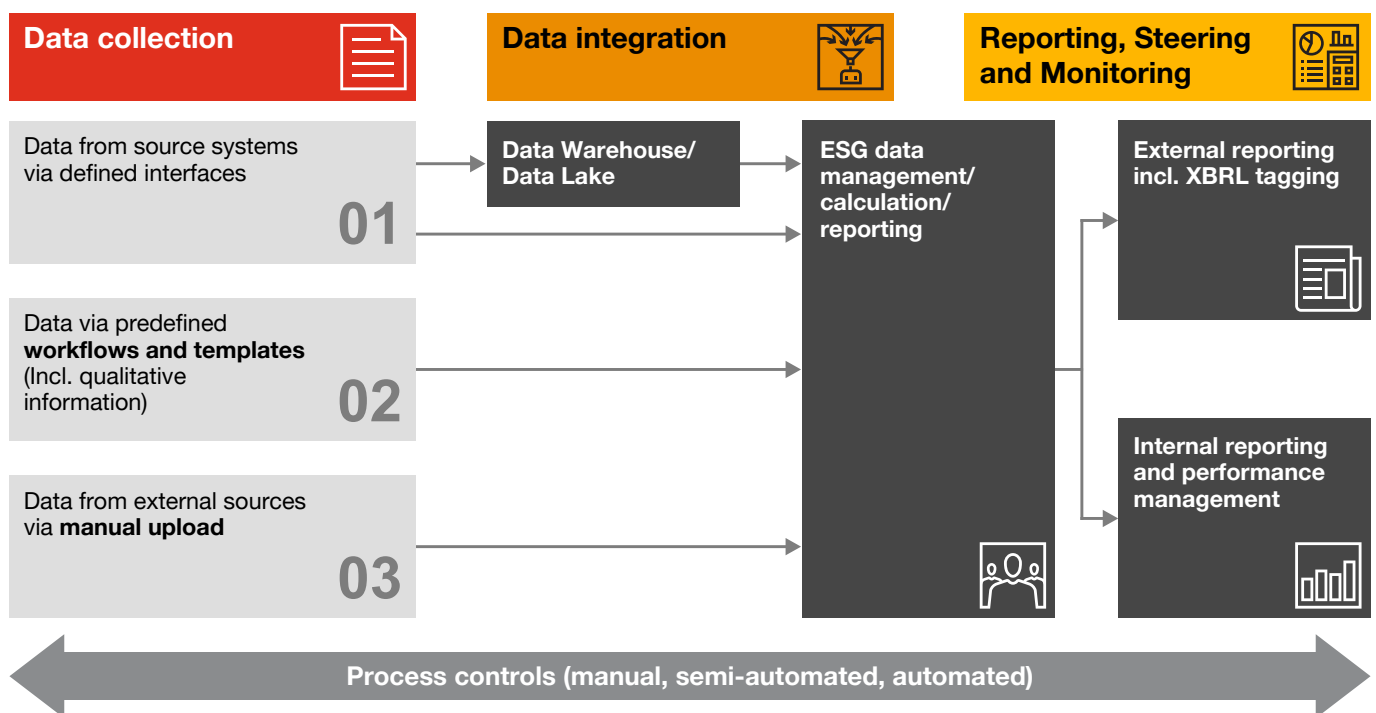 Data collection
Data integration
Reporting, Steering
and Monitoring
Data from source systems
via defined interfaces
01
Data Warehouse/
Data Lake
ESG data
management/
calculation/
reporting
External reporting
incl. XBRL tagging
Data via predefined
workflows and templates
(Incl. qualitative
information)
02
Internal reporting
and performance
management
Data from external sources
via manual upload
03
Process controls (manual, semi-automated, automated)